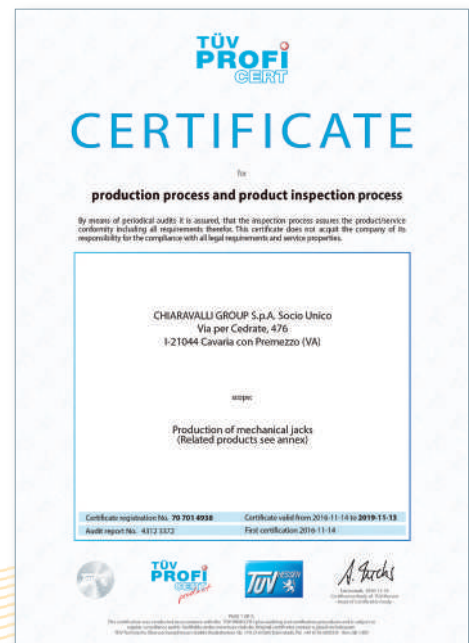 TÜV
PROFi
CERT
CERTIFICATE
for
production process and product inspection process
By means of periodical audits it is assured, that the inspection process assures the product/service
conformity including all requirements therefor. This certificate does not acquit the company of its
responsibility for the compliance with all legal requirements and service properties.
CHIARAVALLI GROUP S.p.A. Socio Unico
Via per Cedrate, 476
I-21044 Cavaria con Premezzo (VA)
scope:
Production of mechanical jacks
(Related products see annex)
Certificate registration No. 70 701 4938 Certificate valid from 2016-11-14 to 2019-11-13
Audit report No. 4312 3372 First certification 2016-11-14
TÜV
PROFi
CERT
product
TÜV HESSEN